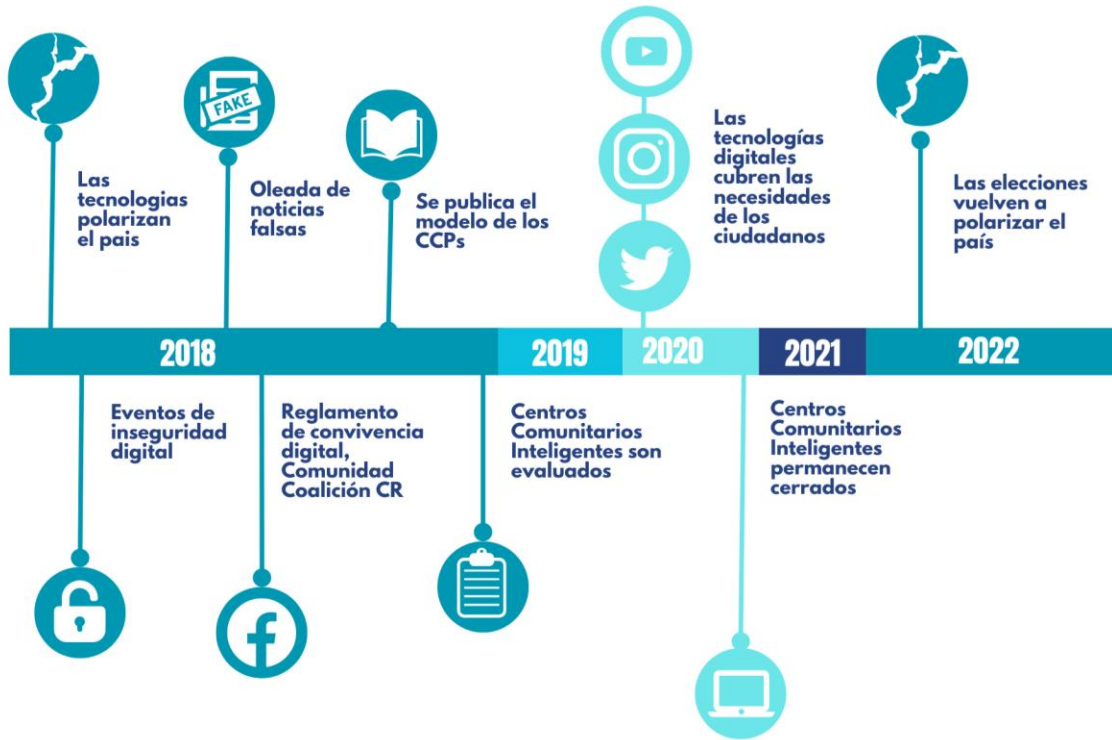 Las
tecnologias
polarizan
el pais
FAKE
Oleada de
noticias
falsas
Se publica el
modelo de los
CCPs
Las
tecnologías
digitales
cubren las
necesidades
de los
ciudadanos
Las elecciones
vuelven a
polarizar el
país
2018
2019
2020
2021
2022
Eventos de
inseguridad
digital
Reglamento
de convivencia
digital,
Comunidad
Coalición CR
Centros
Comunitarios
Inteligentes son
evaluados
Centros
Comunitarios
Inteligentes
permanecen
cerrados